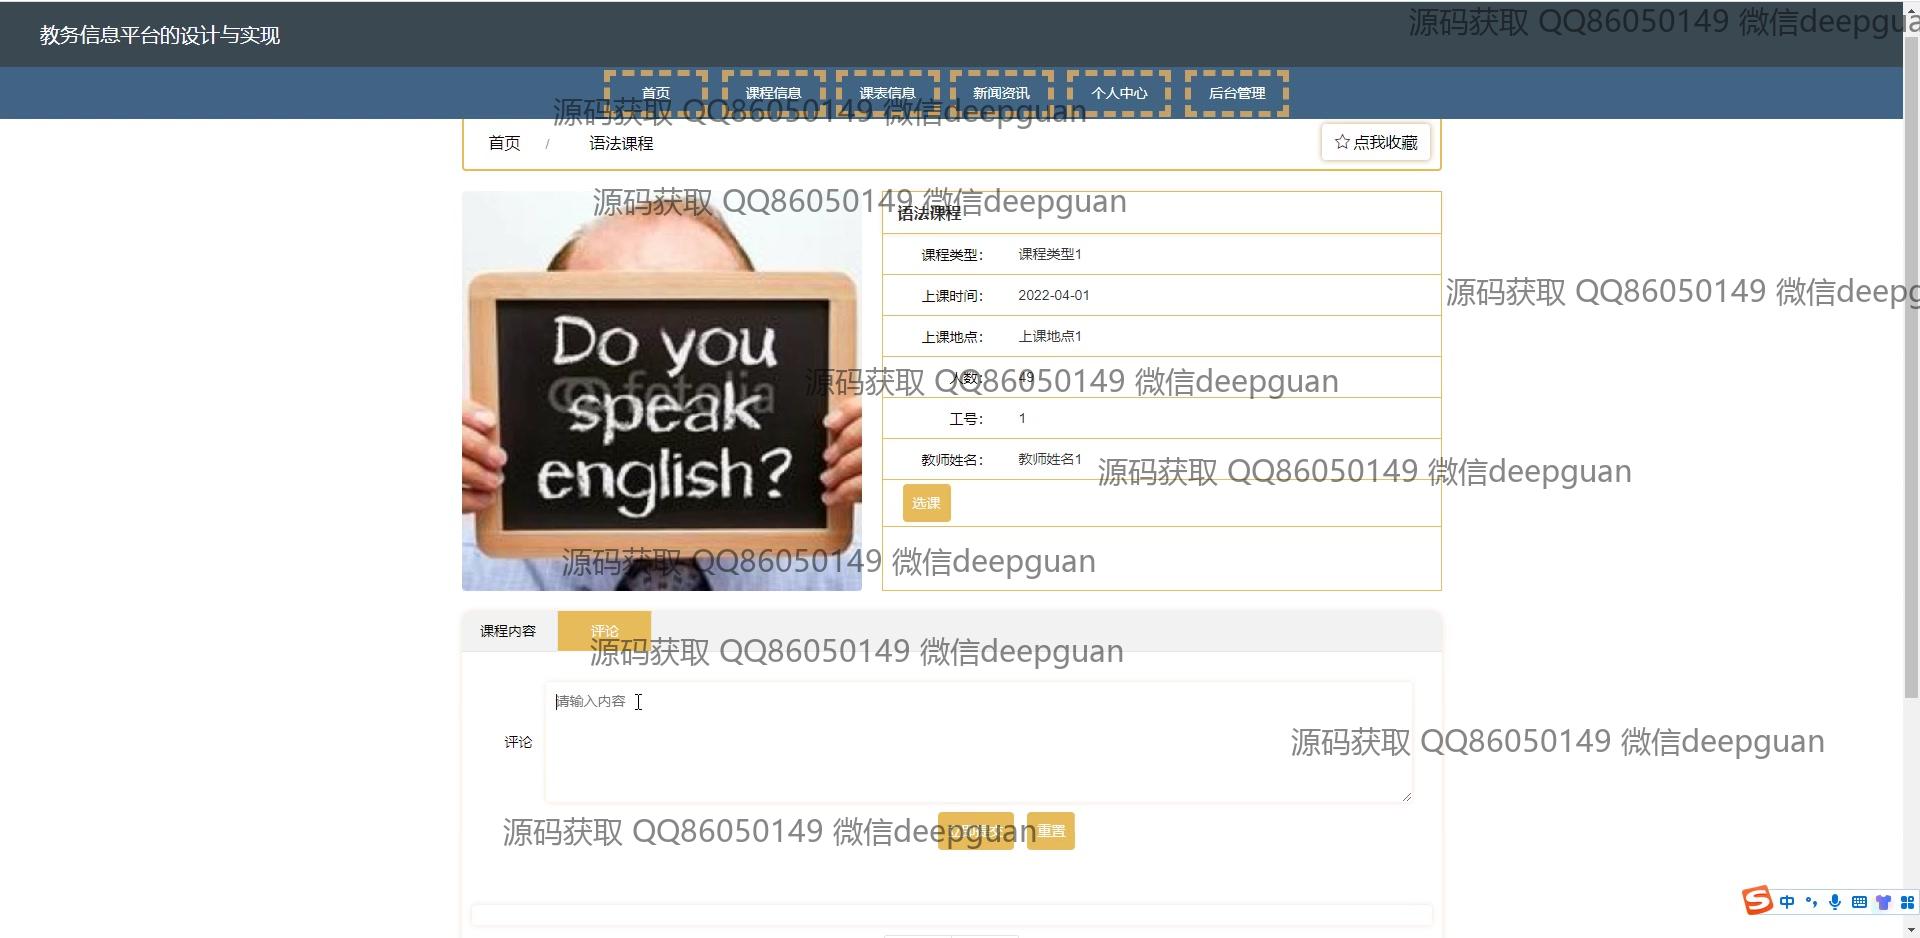 教务信息平台的设计与实现
源码获取 QQ86050149 微信deepgua
首页 课程信息 课表信息 新闻资讯 个人中心 后台管理
源码获取 QQ86050149 微信deepguan
首页 / 语法课程 ☆点我收藏
源码获取 QQ86050149 微信deepguan
语法课程
课程类型: 课程类型1
上课时间: 2022-04-01
源码获取 QQ86050149 微信deepg
上课地点: 上课地点1
Do you
speak
english?
fotolia
人数: 49
源码获取 QQ86050149 微信deepguan
工号: 1
教师姓名: 教师姓名1
源码获取 QQ86050149 微信deepguan
选课
源码获取 QQ86050149 微信deepguan
课程内容 评论
源码获取 QQ86050149 微信deepguan
请输入内容
评论
源码获取 QQ86050149 微信deepguan
源码获取 QQ86050149 微信deepguan
立即提交 重置
中